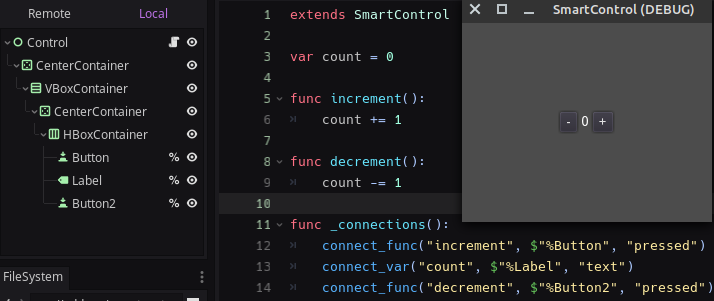 Remote Local
Control
CenterContainer
VBoxContainer
CenterContainer
HBoxContainer
Button %
Label %
Button2 %
FileSystem
1 extends SmartControl
2
3 var count = 0
4
5 func increment():
6 count += 1
7
8 func decrement():
9 count -= 1
10
11 func _connections():
12 connect_func("increment", $"%Button", "pressed")
13 connect_var("count", $"%Label", "text")
14 connect_func("decrement", $"%Button2", "pressed")
SmartControl (DEBUG)
- 0 +